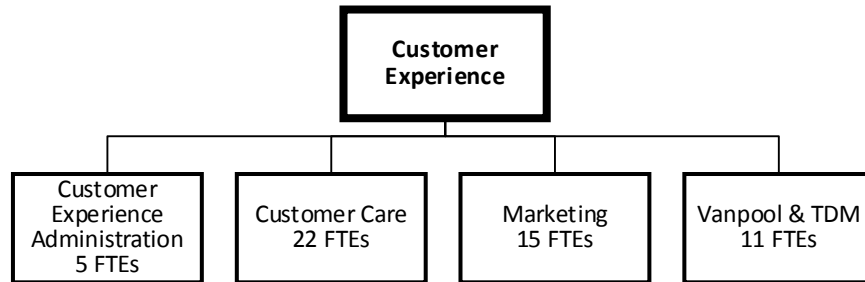 Customer
Experience
Customer
Experience
Administration
5 FTEs
Customer Care
22 FTEs
Marketing
15 FTEs
Vanpool & TDM
11 FTEs